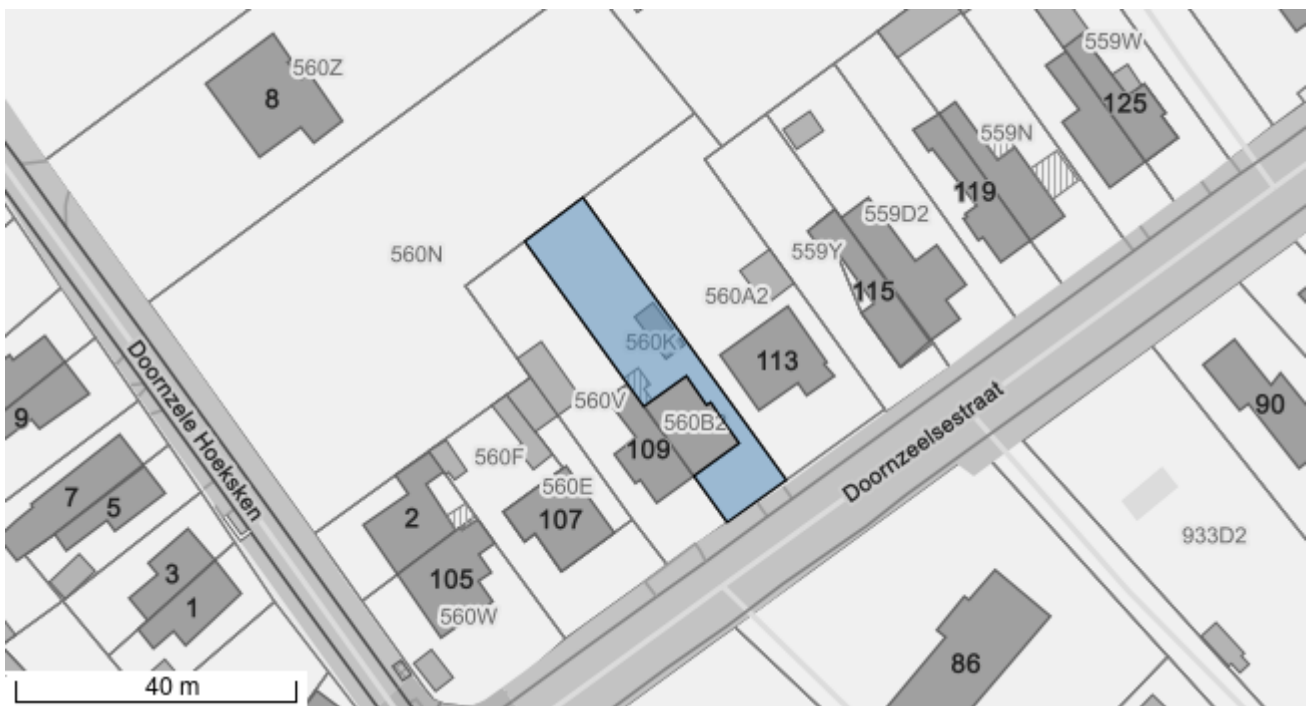 559W
560Z
8
125
559N
119
559D2
560N
559Y
115
560A2
560K
113
Doornzele Hoeksken
9
560V
560B2
Doornzeelsestraat
90
109
560F
560E
7
5
2
107
933D2
3
105
1
560W
86
40 m